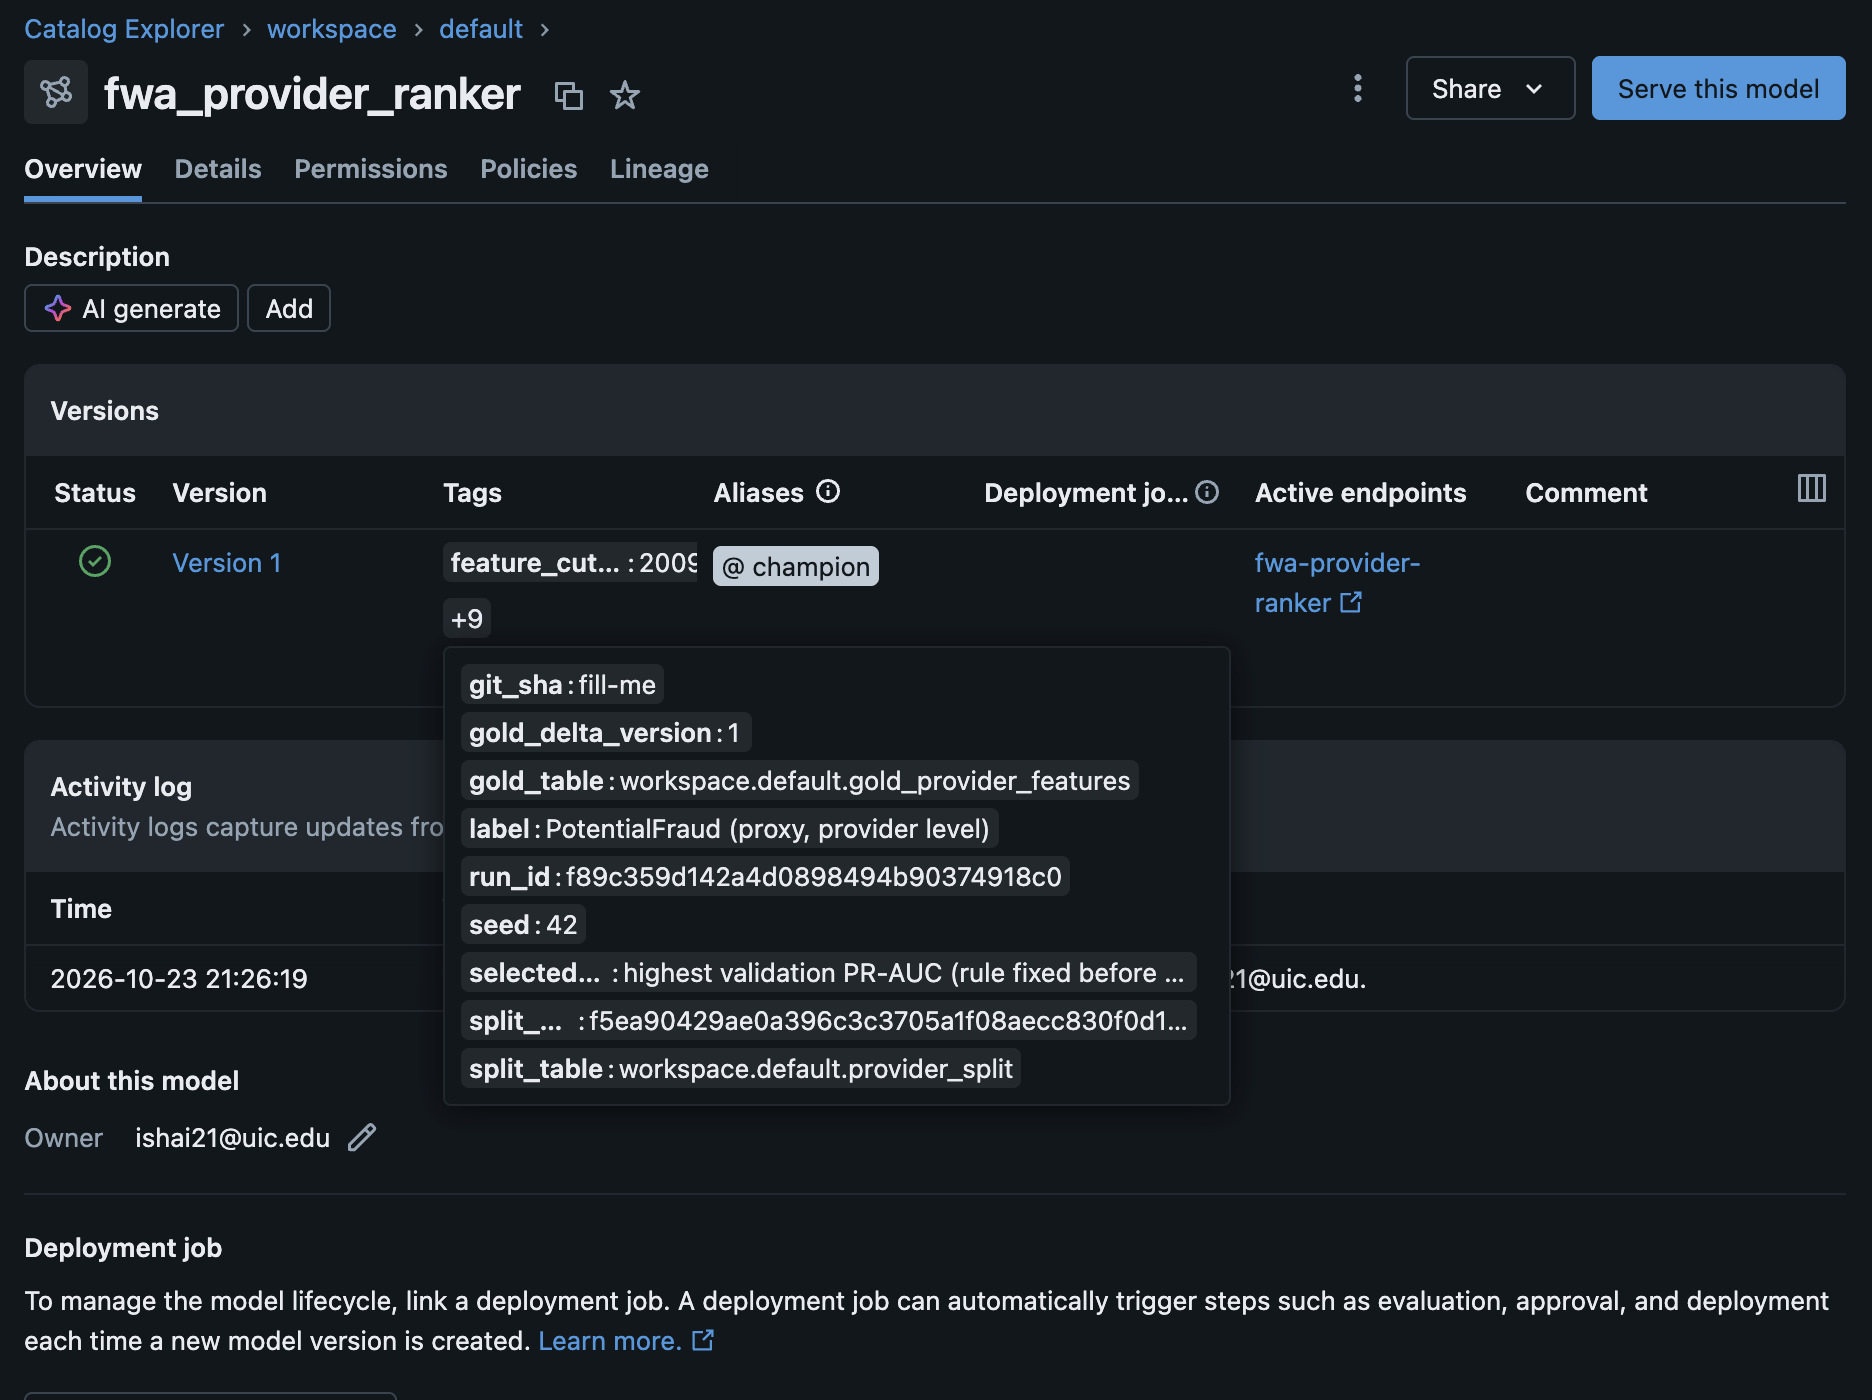 Catalog Explorer > workspace > default >
fwa_provider_ranker
Share
Serve this model
Overview Details Permissions Policies Lineage
Description
AI generate Add
Versions
Status Version Tags Aliases Deployment jo... Active endpoints Comment
Version 1 feature_cut... : 2009 @ champion fwa-provider-
ranker
+9
git_sha : fill-me
gold_delta_version : 1
gold_table : workspace.default.gold_provider_features
label : PotentialFraud (proxy, provider level)
run_id : f89c359d142a4d0898494b90374918c0
seed : 42
selected... : highest validation PR-AUC (rule fixed before ...
split_... : f5ea90429ae0a396c3c3705a1f08aecc830f0d1...
split_table : workspace.default.provider_split
Activity log
Activity logs capture updates fro
Time
2026-10-23 21:26:19 21@uic.edu.
About this model
Owner ishai21@uic.edu
Deployment job
To manage the model lifecycle, link a deployment job. A deployment job can automatically trigger steps such as evaluation, approval, and deployment
each time a new model version is created. Learn more.